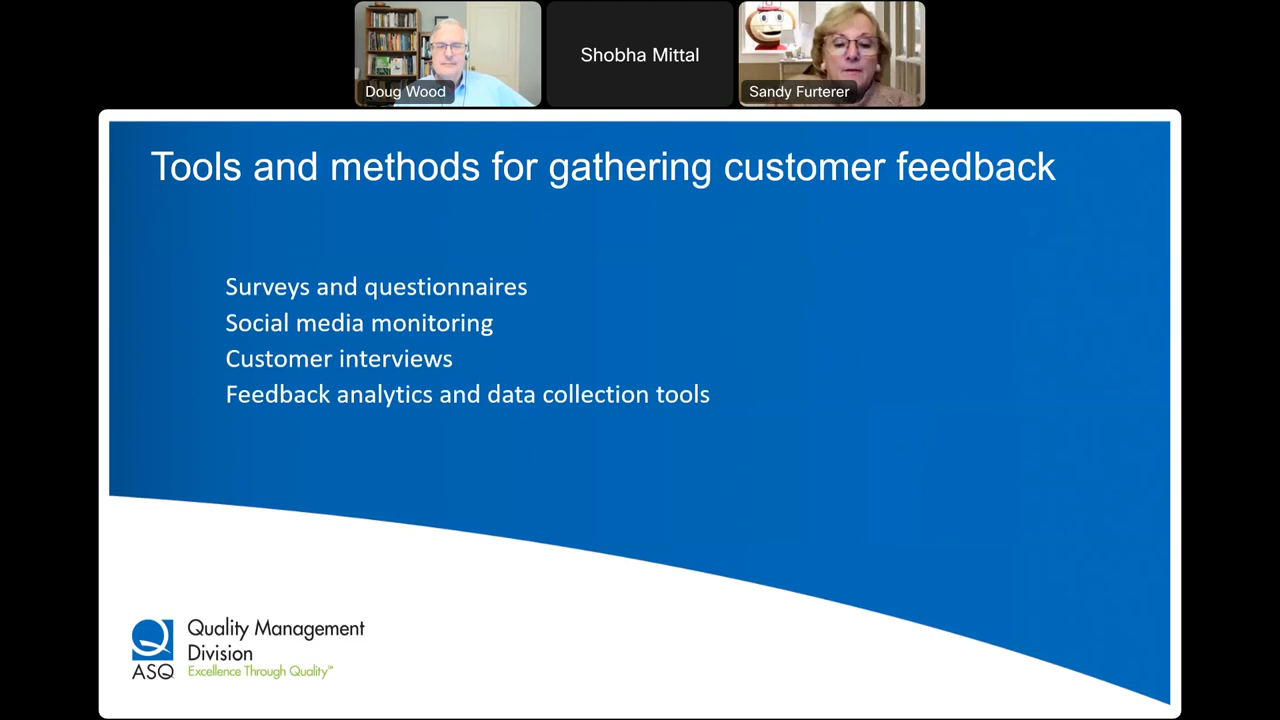 Doug Wood
Shobha Mittal
Sandy Furterer
Tools and methods for gathering customer feedback
Surveys and questionnaires
Social media monitoring
Customer interviews
Feedback analytics and data collection tools
Quality Management
Division
ASQ
Excellence Through Quality™